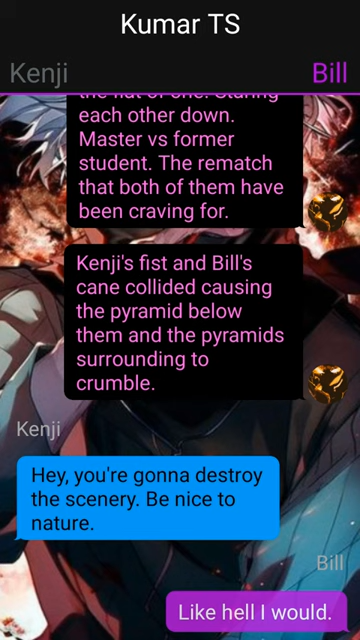 Kumar TS
Kenji
Bill
each other down.
Master vs former
student. The rematch
that both of them have
been craving for.
Kenji's fist and Bill's
cane collided causing
the pyramid below
them and the pyramids
surrounding to
crumble.
Kenji
Hey, you're gonna destroy
the scenery. Be nice to
nature.
Bill
Like hell I would.